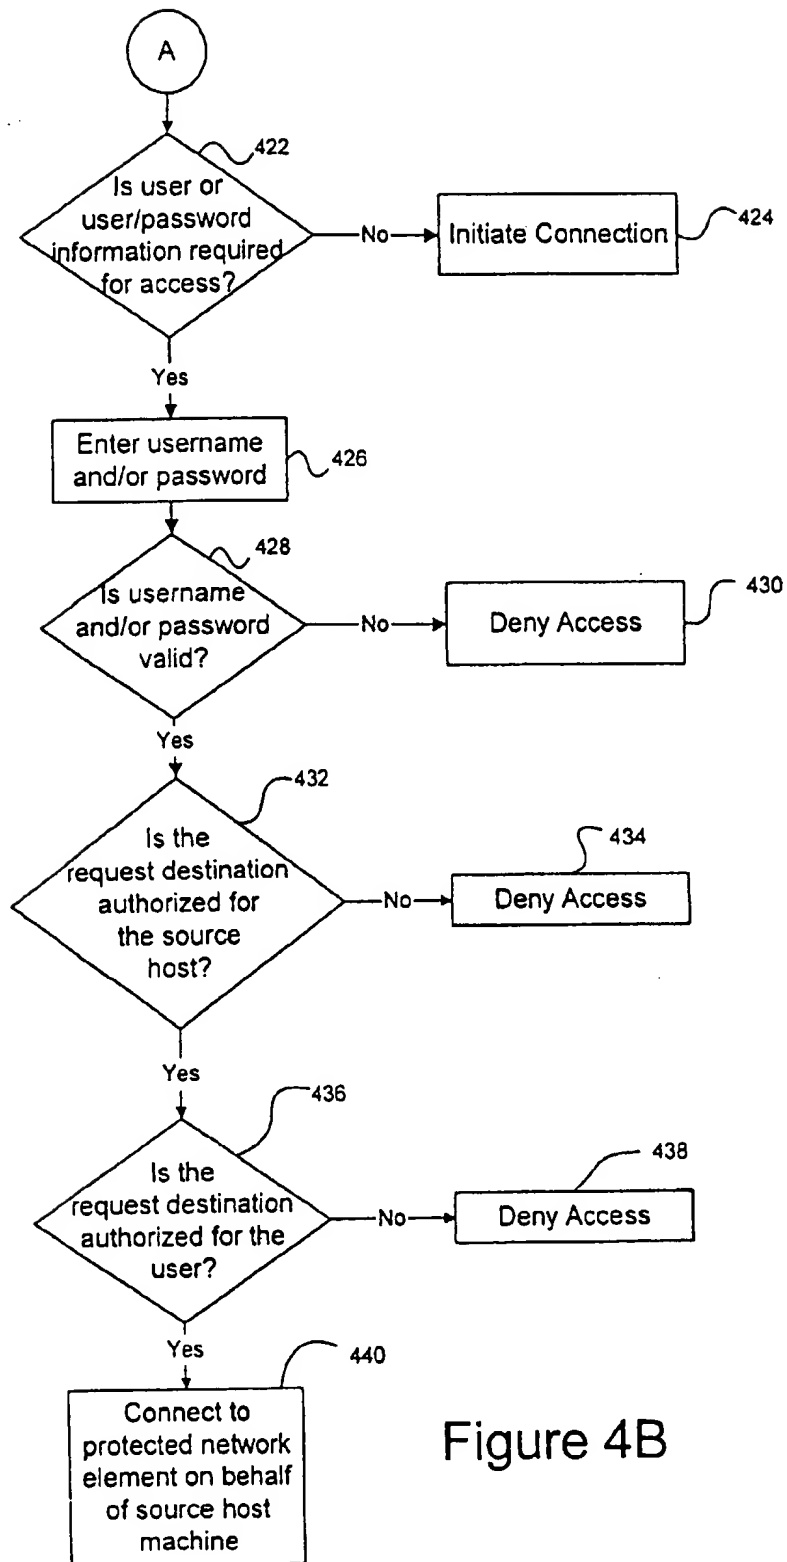 A
422
Is user or
user/password
information required
for access?
No
Initiate Connection
424
Yes
Enter username
and/or password
426
428
Is username
and/or password
valid?
No
Deny Access
430
Yes
432
Is the
request destination
authorized for
the source
host?
No
434
Deny Access
Yes
436
Is the
request destination
authorized for the
user?
No
438
Deny Access
Yes
440
Connect to
protected network
element on behalf
of source host
machine
Figure 4B